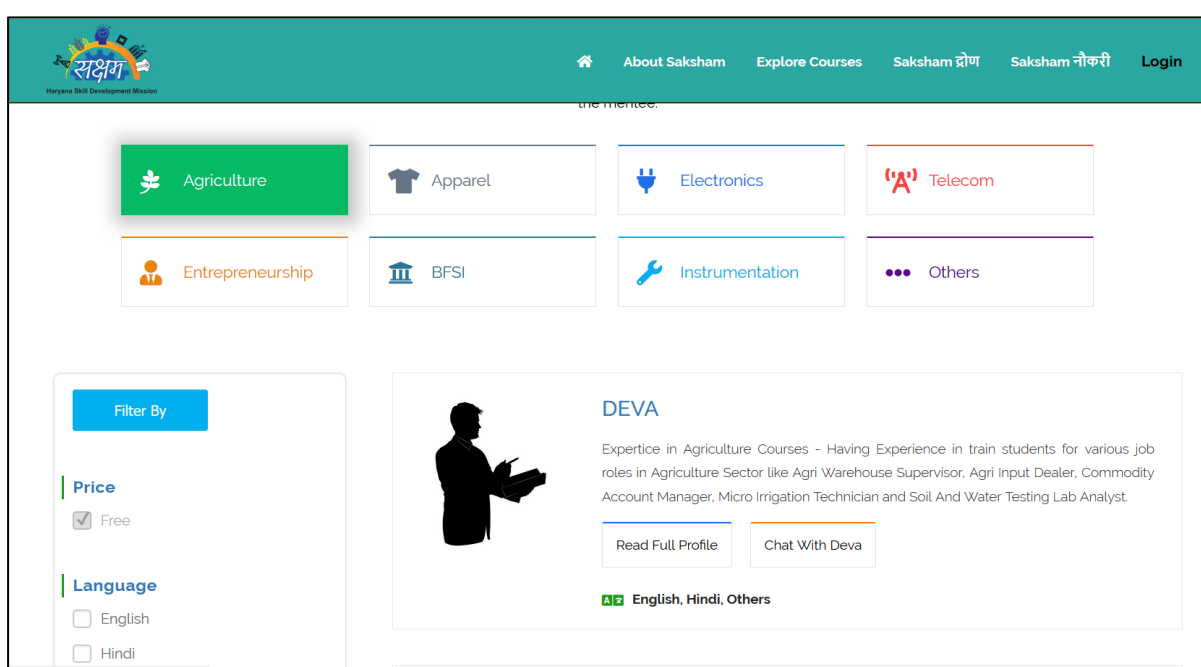 सक्षम
Haryana Skill Development Mission
About Saksham Explore Courses Saksham द्रोण Saksham नौकरी Login
the mentee.
Agriculture Apparel Electronics Telecom
Entrepreneurship BFSI Instrumentation Others
Filter By
Price
Free
Language
English
Hindi
DEVA
Expertice in Agriculture Courses - Having Experience in train students for various job
roles in Agriculture Sector like Agri Warehouse Supervisor, Agri Input Dealer, Commodity
Account Manager, Micro Irrigation Technician and Soil And Water Testing Lab Analyst.
Read Full Profile Chat With Deva
English, Hindi, Others